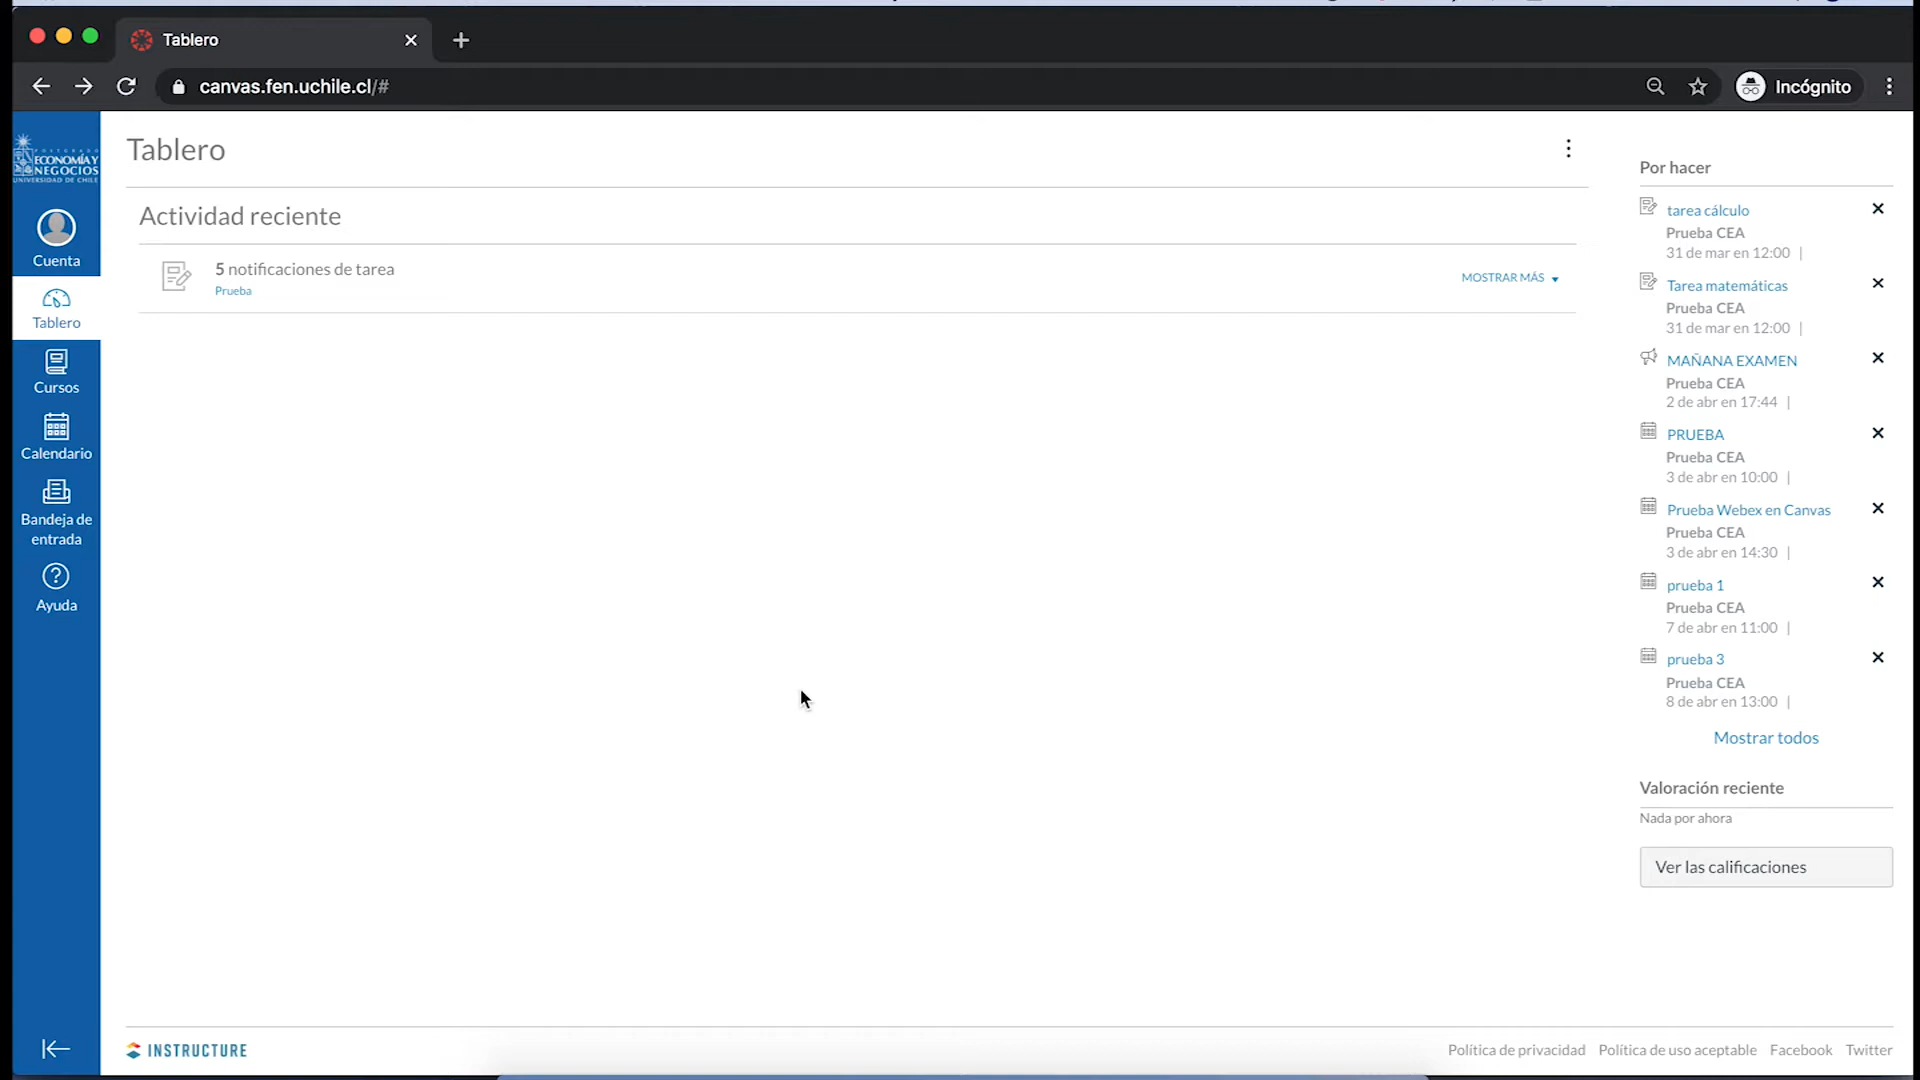 Tablero
canvas.fen.uchile.cl/#
Incógnito
POSTGRADO
ECONOMÍA Y
NEGOCIOS
UNIVERSIDAD DE CHILE
Cuenta
Tablero
Cursos
Calendario
Bandeja de
entrada
Ayuda
Tablero
Actividad reciente
5 notificaciones de tarea
Prueba
MOSTRAR MÁS
Por hacer
tarea cálculo
Prueba CEA
31 de mar en 12:00 |
Tarea matemáticas
Prueba CEA
31 de mar en 12:00 |
MAÑANA EXAMEN
Prueba CEA
2 de abr en 17:44 |
PRUEBA
Prueba CEA
3 de abr en 10:00 |
Prueba Webex en Canvas
Prueba CEA
3 de abr en 14:30 |
prueba 1
Prueba CEA
7 de abr en 11:00 |
prueba 3
Prueba CEA
8 de abr en 13:00 |
Mostrar todos
Valoración reciente
Nada por ahora
Ver las calificaciones
INSTRUCTURE
Política de privacidad Política de uso aceptable Facebook Twitter